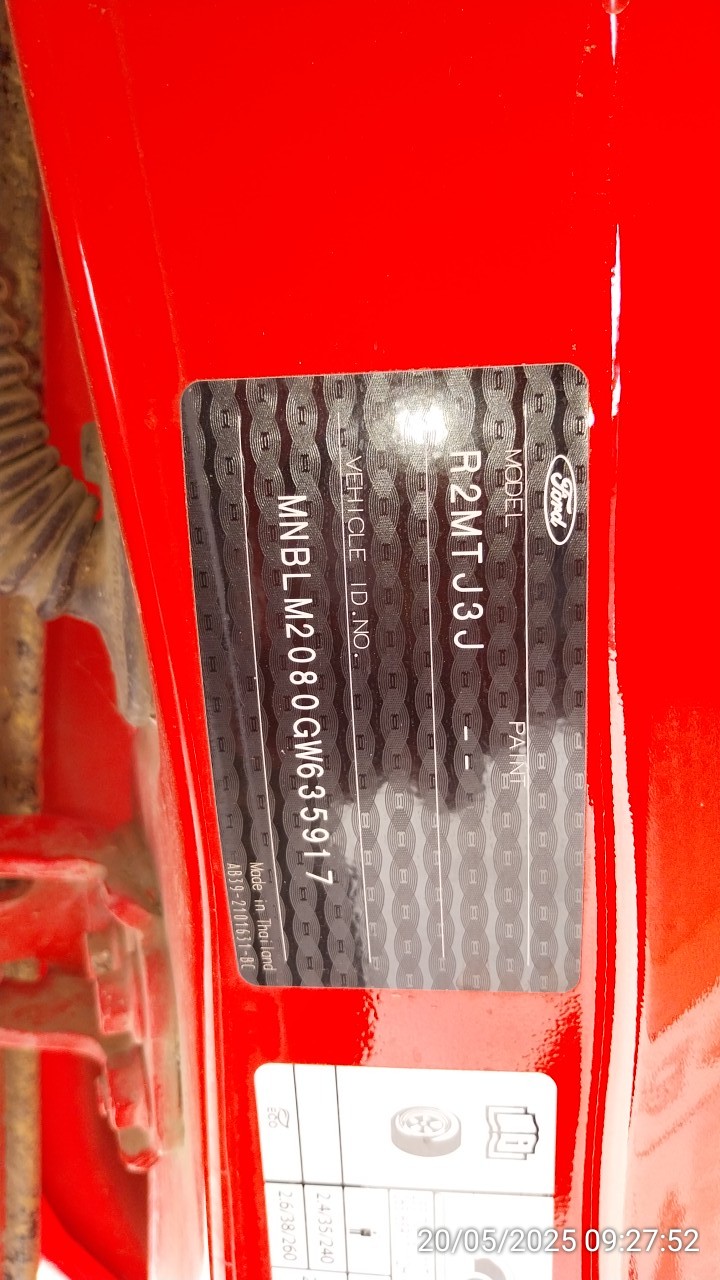 Ford
MODEL PAINT
R2MTJ3J --
VEHICLE ID.NO.
MNBLM2080GW635917
Made in Thailand
AB39-2101631-BC
ECO
2.4/35/240
2.6/38/260
20/05/2025 09:27:52